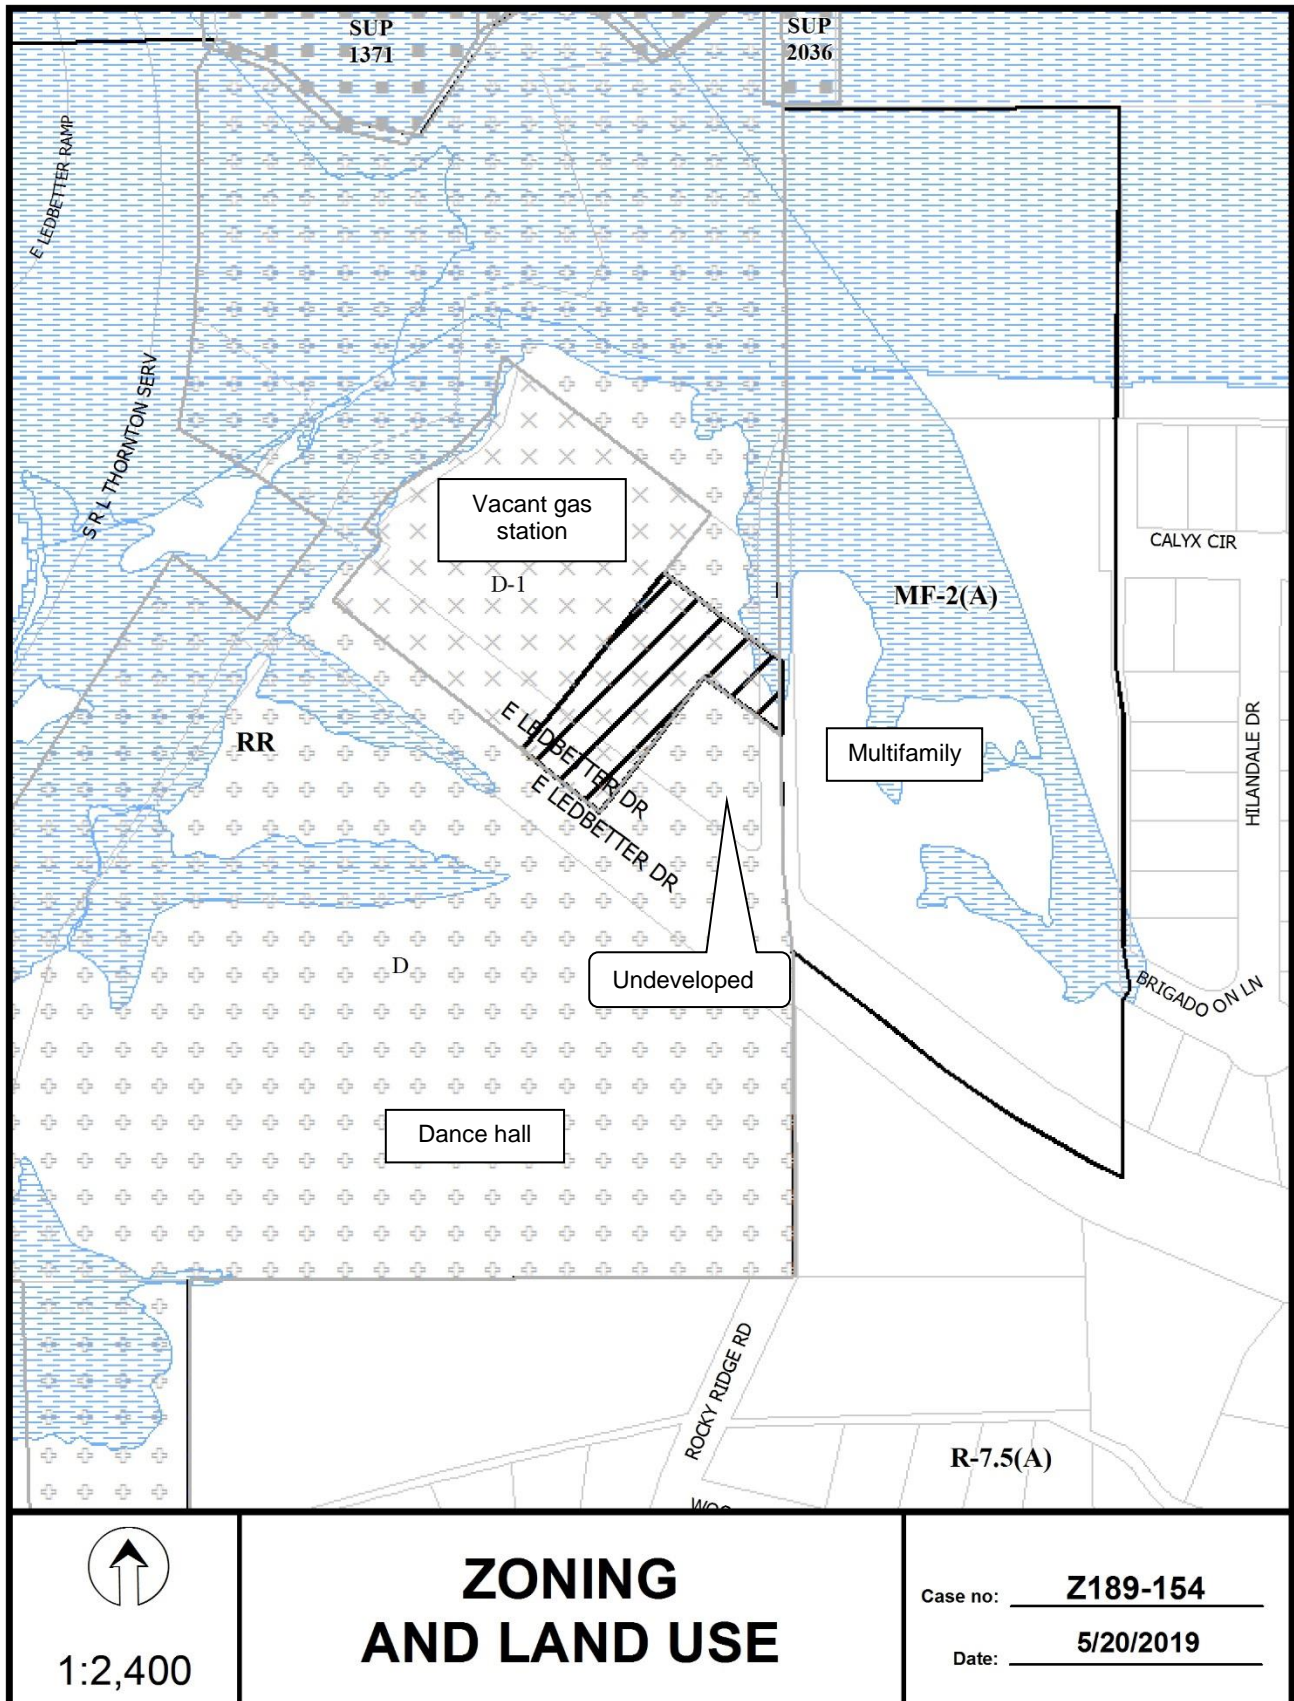 SUP
1371
SUP
2036
E LEDBETTER RAMP
S R L THORNTON SERV
Vacant gas
station
D-1
CALYX CIR
MF-2(A)
E LEDBETTER DR
E LEDBETTER DR
RR
Multifamily
HILANDALE DR
D
Undeveloped
BRIGADO ON LN
Dance hall
ROCKY RIDGE RD
R-7.5(A)
1:2,400
ZONING
AND LAND USE
Case no: Z189-154
Date: 5/20/2019